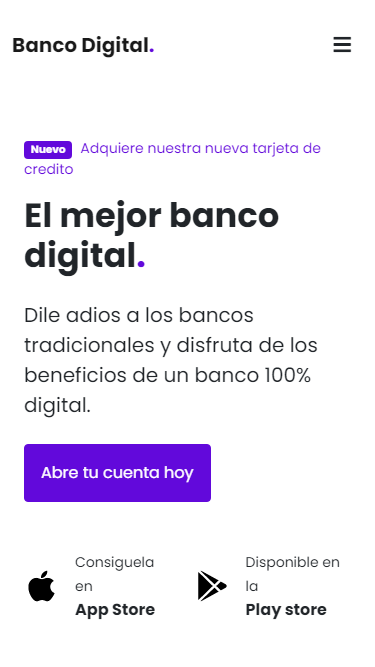 Banco Digital.
Nuevo Adquiere nuestra nueva tarjeta de
credito
El mejor banco
digital.
Dile adios a los bancos
tradicionales y disfruta de los
beneficios de un banco 100%
digital.
Abre tu cuenta hoy
Consiguela
en
App Store
Disponible en
la
Play store